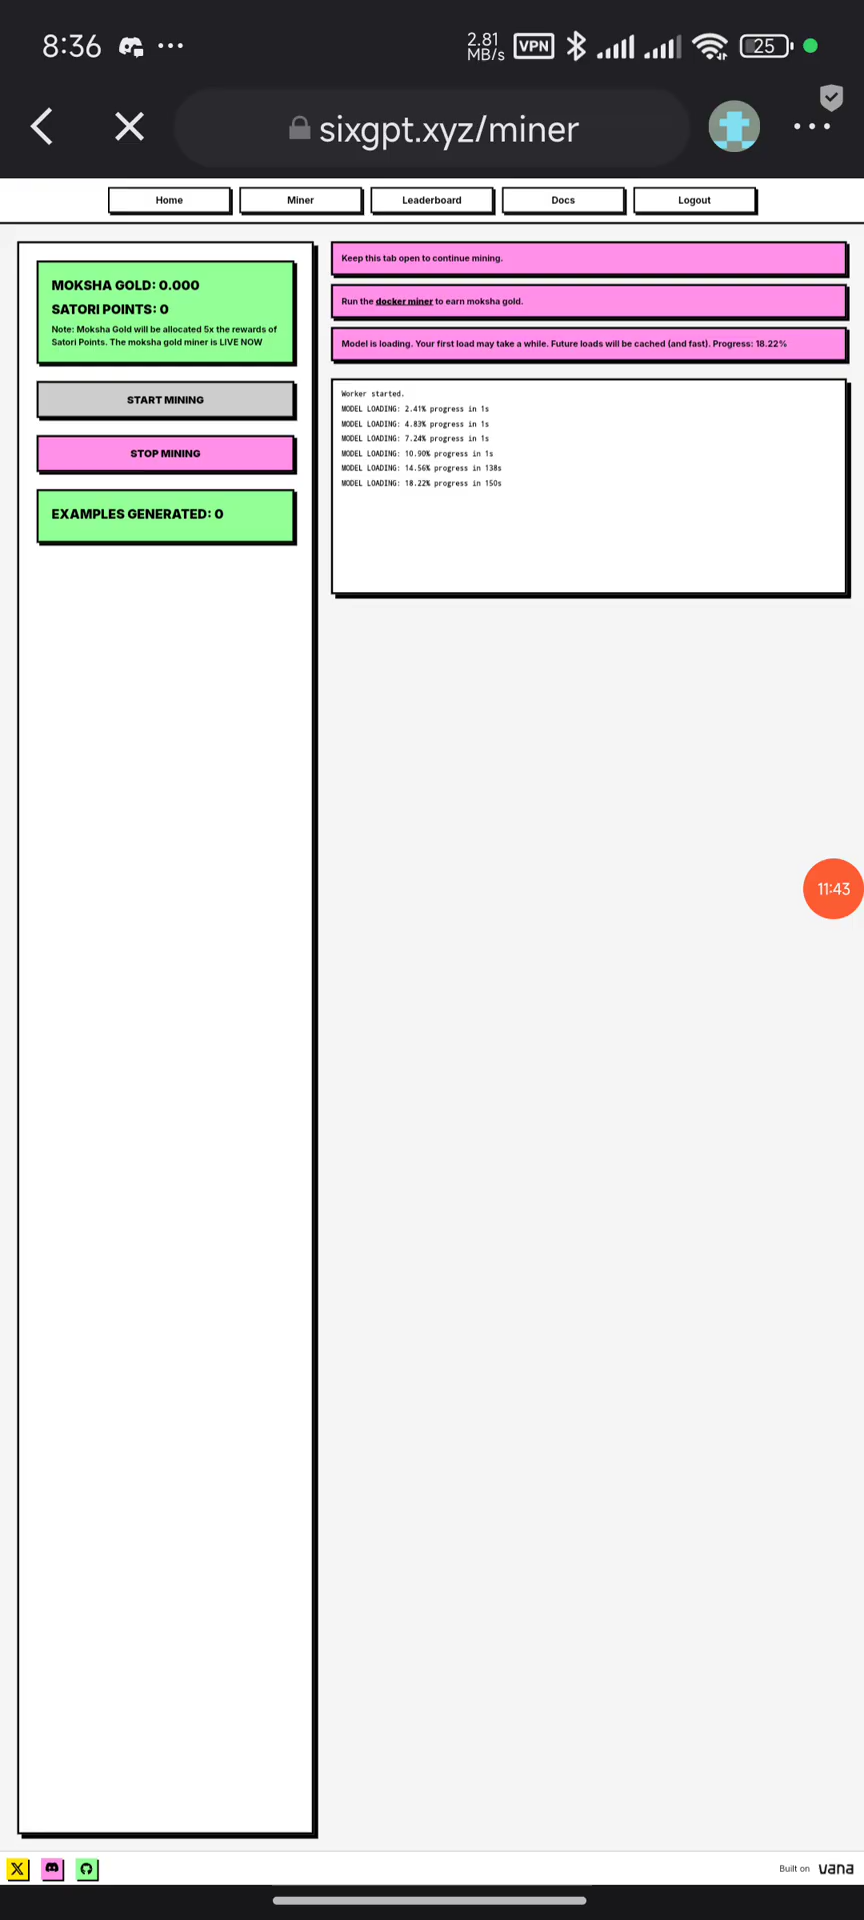 8:36
2.81
MB/s
VPN
25
sixgpt.xyz/miner
Home
Miner
Leaderboard
Docs
Logout
MOKSHA GOLD: 0.000
SATORI POINTS: 0
Note: Moksha Gold will be allocated 5x the rewards of
Satori Points. The moksha gold miner is LIVE NOW
START MINING
STOP MINING
EXAMPLES GENERATED: 0
Keep this tab open to continue mining.
Run the docker miner to earn moksha gold.
Model is loading. Your first load may take a while. Future loads will be cached (and fast). Progress: 18.22%
Worker started.
MODEL LOADING: 2.41% progress in 1s
MODEL LOADING: 4.83% progress in 1s
MODEL LOADING: 7.24% progress in 1s
MODEL LOADING: 10.90% progress in 1s
MODEL LOADING: 14.56% progress in 138s
MODEL LOADING: 18.22% progress in 150s
11:43
Built on vana